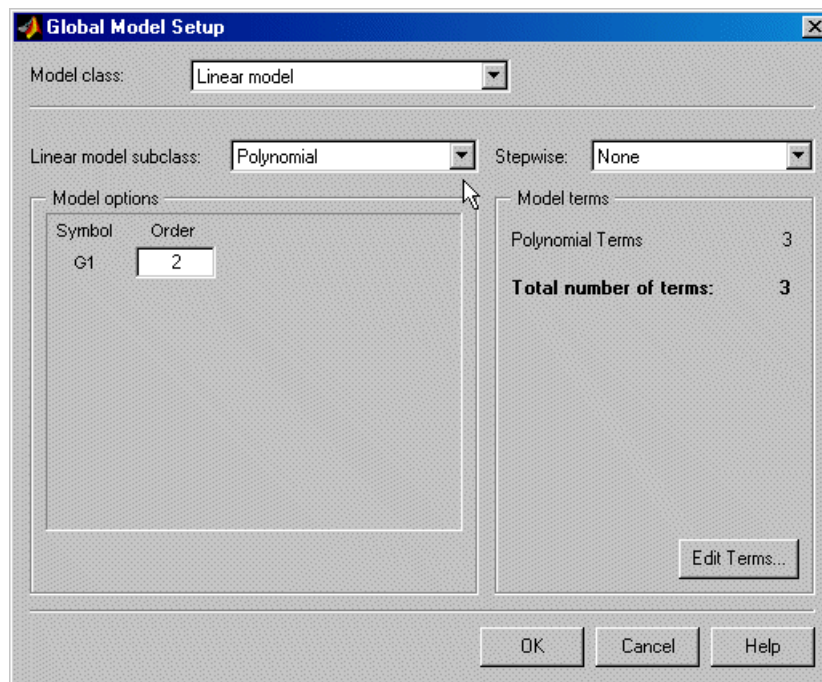 Global Model Setup
Model class: Linear model
Linear model subclass: Polynomial Stepwise: None
Model options
Symbol Order
G1 2
Model terms
Polynomial Terms 3
Total number of terms: 3
Edit Terms...
OK Cancel Help